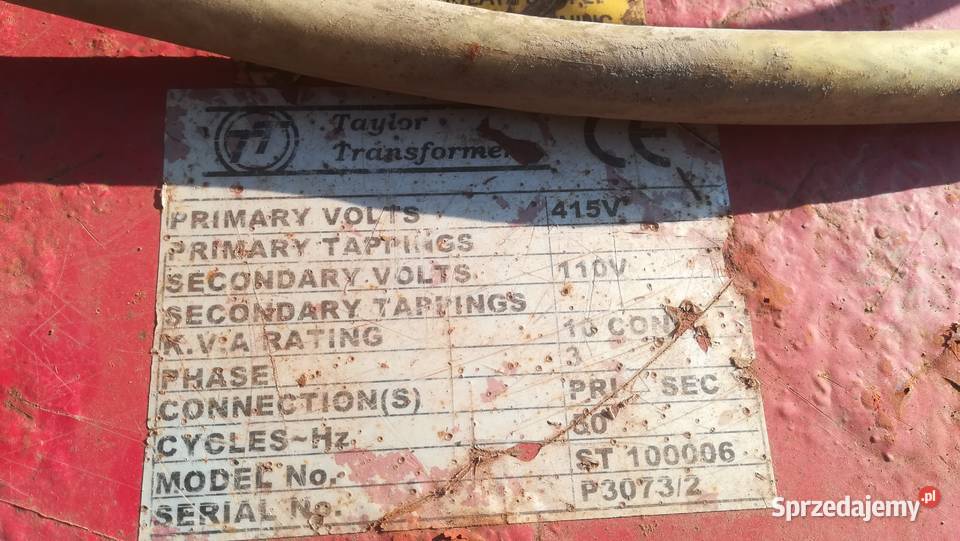 Taylor
Transformer
CE
PRIMARY VOLTS 415V
PRIMARY TAPPINGS
SECONDARY VOLTS 110V
SECONDARY TAPPINGS
K.V.A RATING 10 CON
PHASE 3
CONNECTION(S) PRI. SEC
CYCLES~Hz
MODEL No. ST 100006
SERIAL No. P3073/2
Sprzedajemy.pl